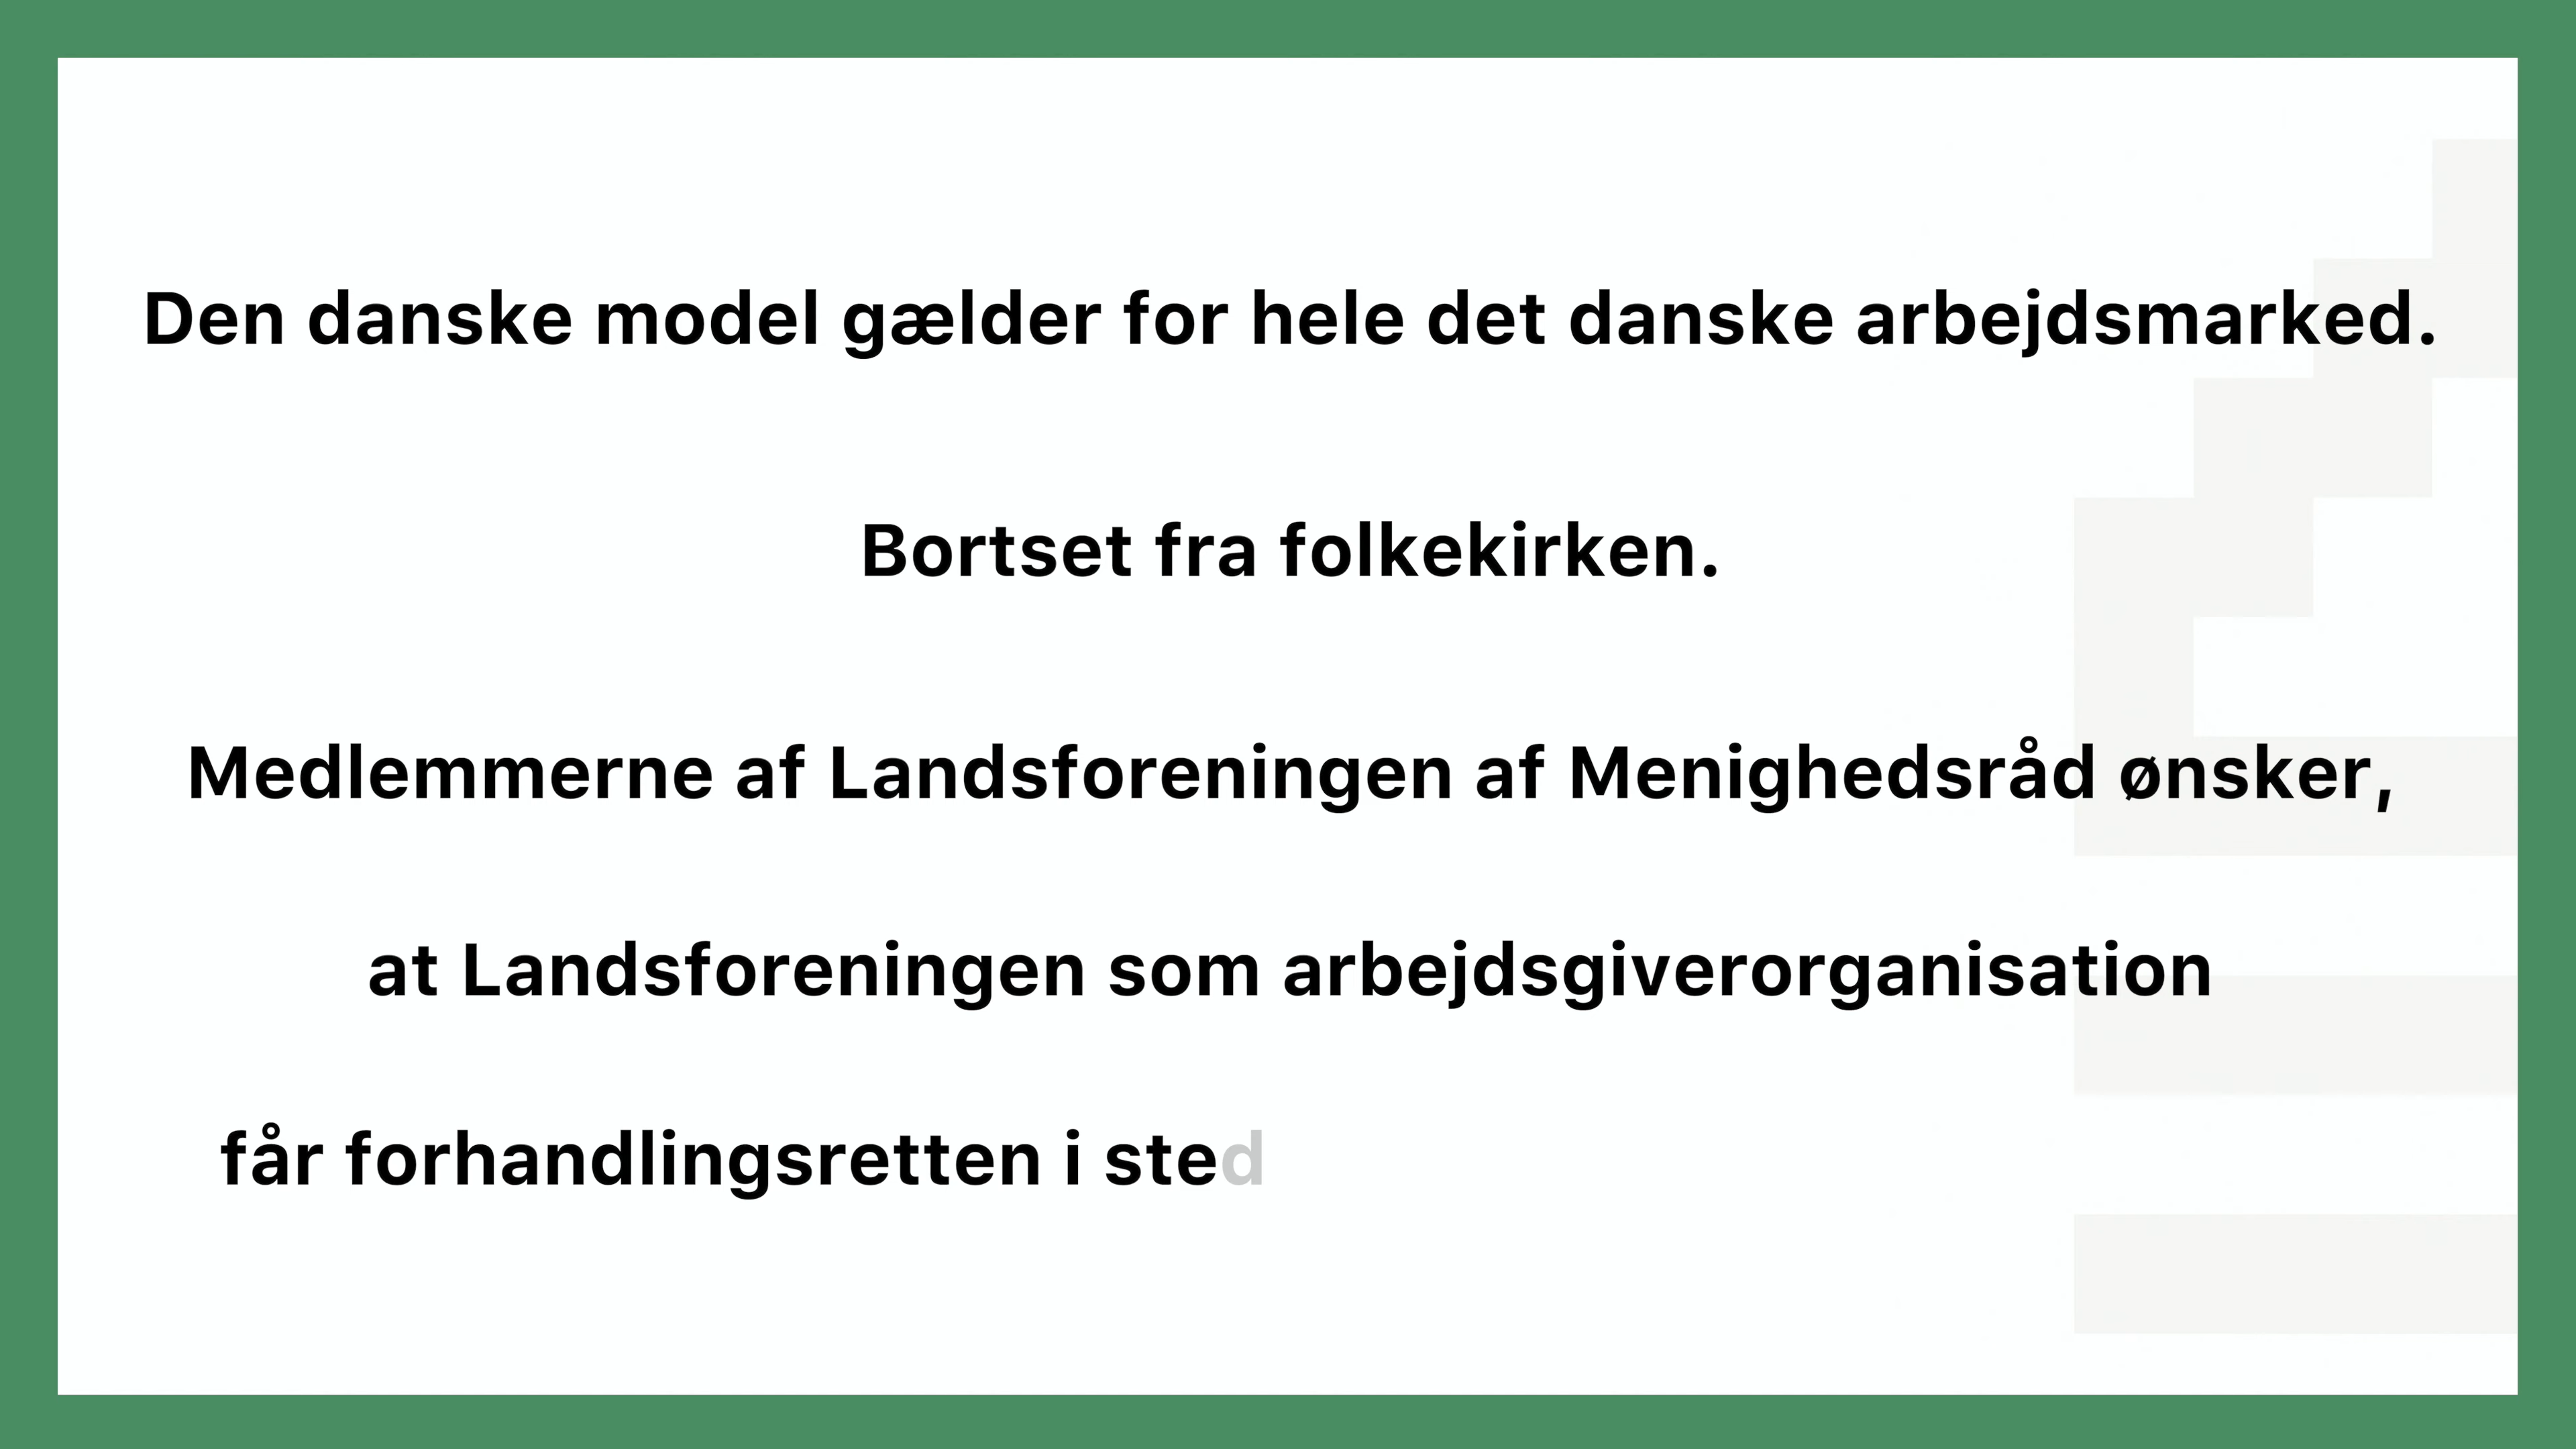 Den danske model gælder for hele det danske arbejdsmarked.
Bortset fra folkekirken.
Medlemmerne af Landsforeningen af Menighedsråd ønsker,
at Landsforeningen som arbejdsgiverorganisation
får forhandlingsretten i sted